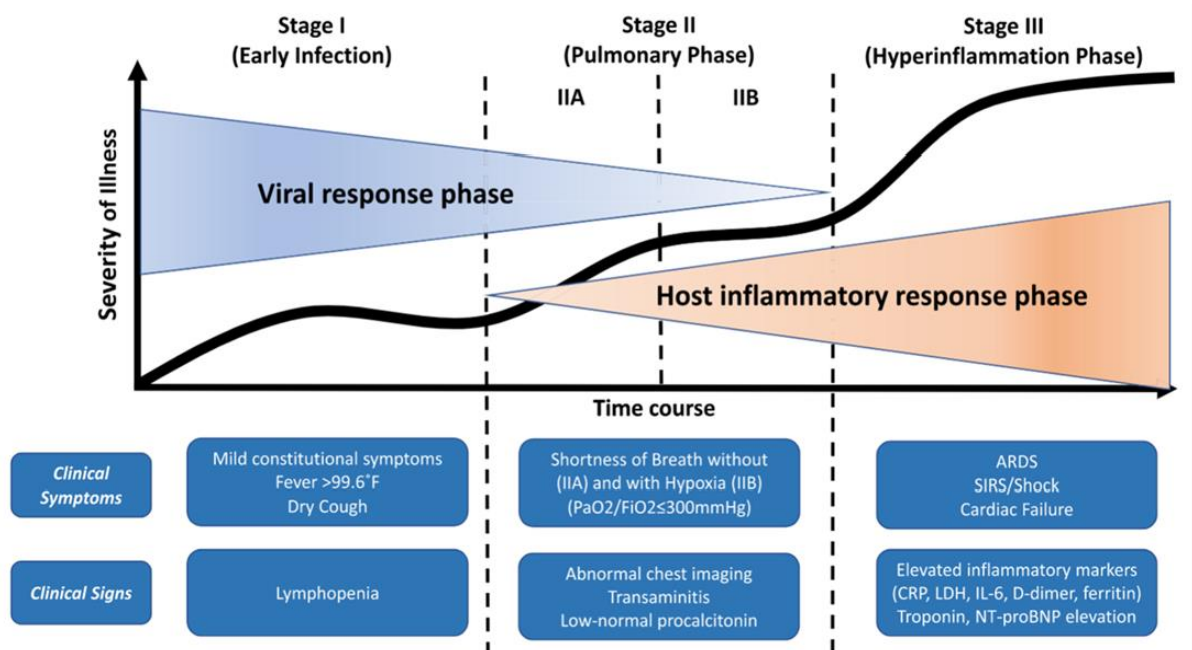 Stage I
(Early Infection)
Stage II
(Pulmonary Phase)
Stage III
(Hyperinflammation Phase)
IIA
IIB
Severity of Illness
Viral response phase
Host inflammatory response phase
Time course
Clinical
Symptoms
Mild constitutional symptoms
Fever >99.6°F
Dry Cough
Shortness of Breath without
(IIA) and with Hypoxia (IIB)
(PaO2/FiO2≤300mmHg)
ARDS
SIRS/Shock
Cardiac Failure
Clinical Signs
Lymphopenia
Abnormal chest imaging
Transaminitis
Low-normal procalcitonin
Elevated inflammatory markers
(CRP, LDH, IL-6, D-dimer, ferritin)
Troponin, NT-proBNP elevation